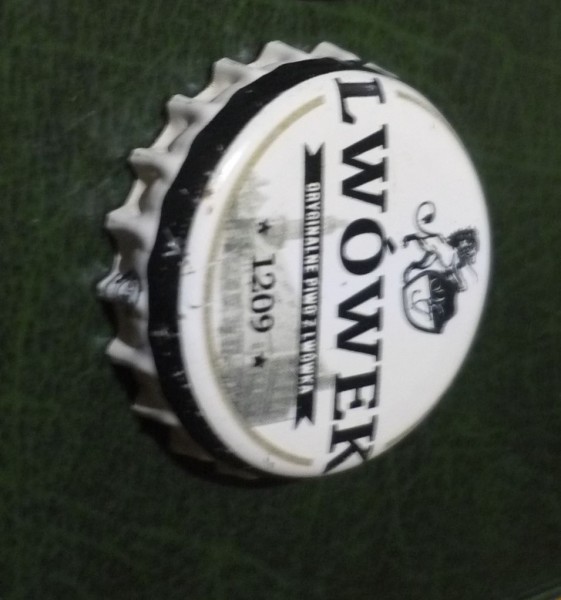 LWÓWEK
ORYGINALNE PIWO Z LWÓWKA
★ 1209 ★